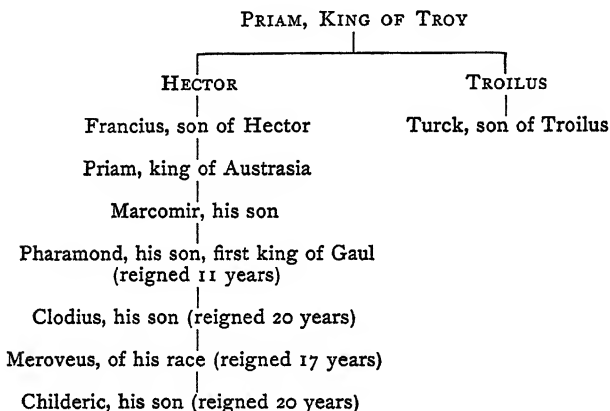 PRIAM, KING OF TROY
HECTOR TROILUS
Francius, son of Hector Turck, son of Troilus
Priam, king of Austrasia
Marcomir, his son
Pharamond, his son, first king of Gaul
(reigned 11 years)
Clodius, his son (reigned 20 years)
Meroveus, of his race (reigned 17 years)
Childeric, his son (reigned 20 years)